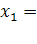 x₁ =